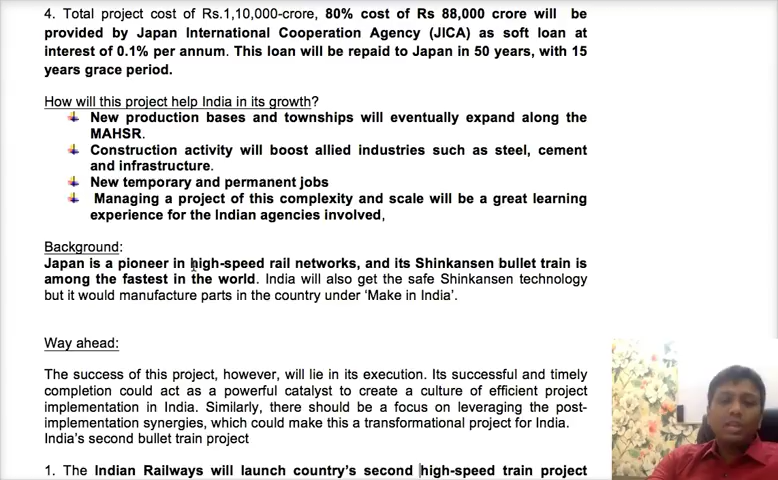 4. Total project cost of Rs.1,10,000-crore, 80% cost of Rs 88,000 crore will be
provided by Japan International Cooperation Agency (JICA) as soft loan at
interest of 0.1% per annum. This loan will be repaid to Japan in 50 years, with 15
years grace period.
How will this project help India in its growth?
New production bases and townships will eventually expand along the
MAHSR.
Construction activity will boost allied industries such as steel, cement
and infrastructure.
New temporary and permanent jobs
Managing a project of this complexity and scale will be a great learning
experience for the Indian agencies involved,
Background:
Japan is a pioneer in high-speed rail networks, and its Shinkansen bullet train is
among the fastest in the world. India will also get the safe Shinkansen technology
but it would manufacture parts in the country under ‘Make in India’.
Way ahead:
The success of this project, however, will lie in its execution. Its successful and timely
completion could act as a powerful catalyst to create a culture of efficient project
implementation in India. Similarly, there should be a focus on leveraging the post-
implementation synergies, which could make this a transformational project for India.
India’s second bullet train project
1. The Indian Railways will launch country’s second high-speed train project